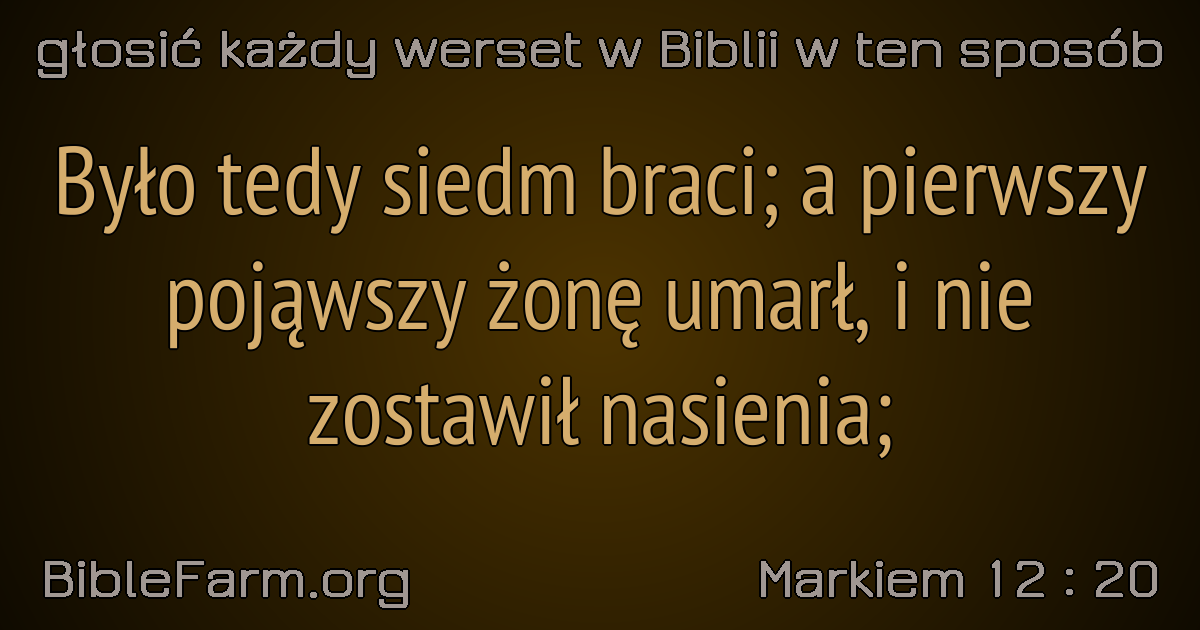 głosić każdy werset w Biblii w ten sposób
Było tedy siedm braci; a pierwszy
pojąwszy żonę umarł, i nie
zostawił nasienia;
BibleFarm.org
Markiem 12 : 20